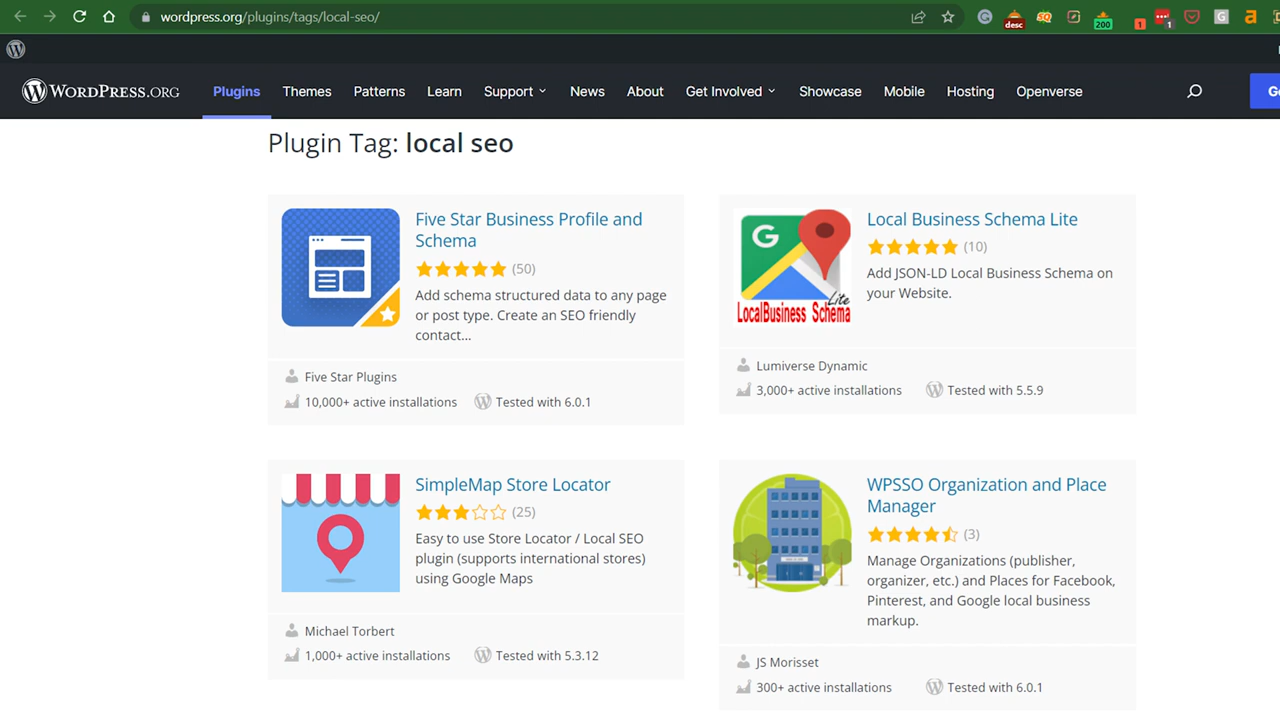 wordpress.org/plugins/tags/local-seo/
desc
SQ
200
1
1
G
a
WORDPRESS.ORG Plugins Themes Patterns Learn Support News About Get Involved Showcase Mobile Hosting Openverse
Plugin Tag: local seo
Five Star Business Profile and
Schema
(50)
Add schema structured data to any page
or post type. Create an SEO friendly
contact...
Five Star Plugins
10,000+ active installations Tested with 6.0.1
G
Lite
LocalBusiness Schema
Local Business Schema Lite
(10)
Add JSON-LD Local Business Schema on
your Website.
Lumiverse Dynamic
3,000+ active installations Tested with 5.5.9
SimpleMap Store Locator
(25)
Easy to use Store Locator / Local SEO
plugin (supports international stores)
using Google Maps
Michael Torbert
1,000+ active installations Tested with 5.3.12
WPSSO Organization and Place
Manager
(3)
Manage Organizations (publisher,
organizer, etc.) and Places for Facebook,
Pinterest, and Google local business
markup.
JS Morisset
300+ active installations Tested with 6.0.1